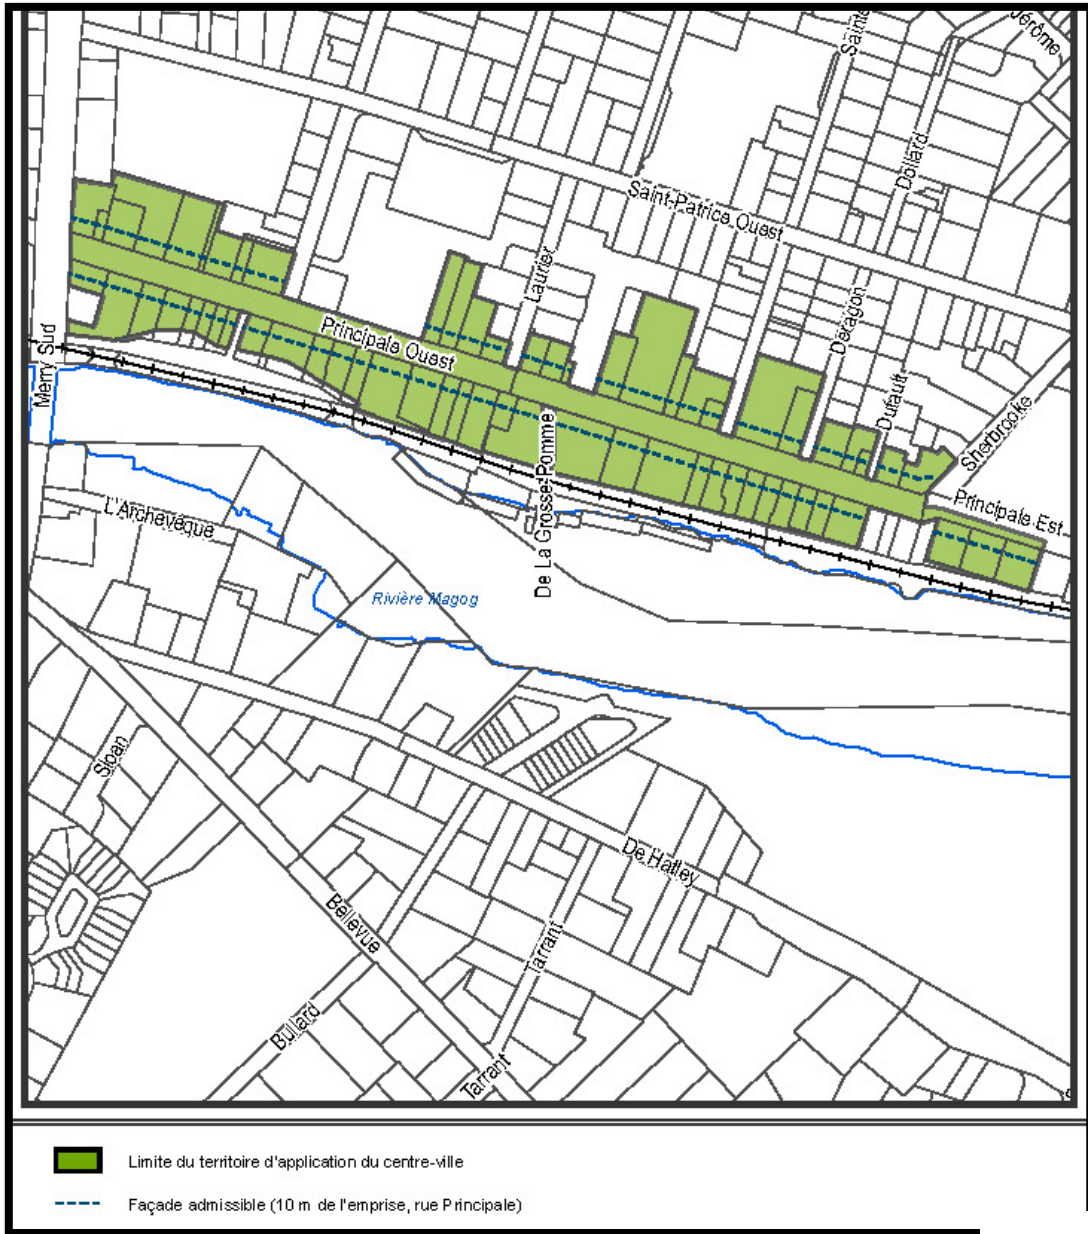 Jérôme
Sainte
Dollard
Saint-Patrice Ouest
Laurier
Déragon
Principale Ouest
Merry Sud
Dufault
Sherbrooke
De La Grosse-Pomme
Principale Est
L'Archevêque
Rivière Magog
Sloan
De Hatley
Bellevue
Tarrant
Bullard
Tarrant
Limite du territoire d'application du centre-ville
Façade admissible (10 m de l'emprise, rue Principale)